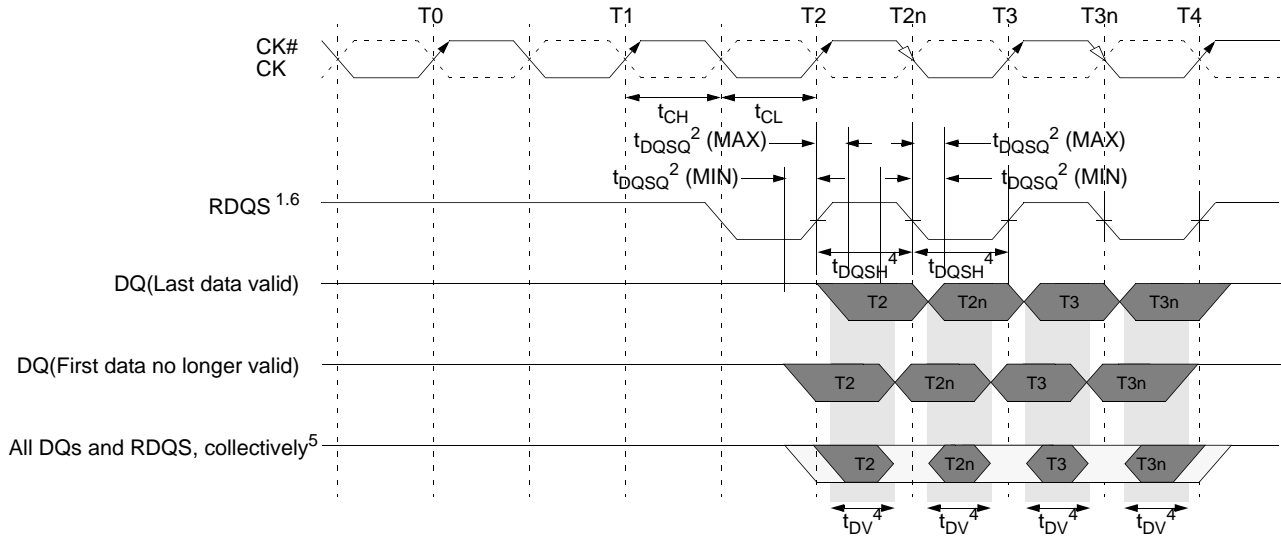 T0 T1 T2 T2n T3 T3n T4
CK#
CK
tCH tCL
tDQSQ² (MAX) tDQSQ² (MAX)
tDQSQ² (MIN) tDQSQ² (MIN)
RDQS 1.6
tDQSH⁴ tDQSH⁴
DQ(Last data valid)
T2 T2n T3 T3n
DQ(First data no longer valid)
T2 T2n T3 T3n
All DQs and RDQS, collectively⁵
T2 T2n T3 T3n
tDV⁴ tDV⁴ tDV⁴ tDV⁴